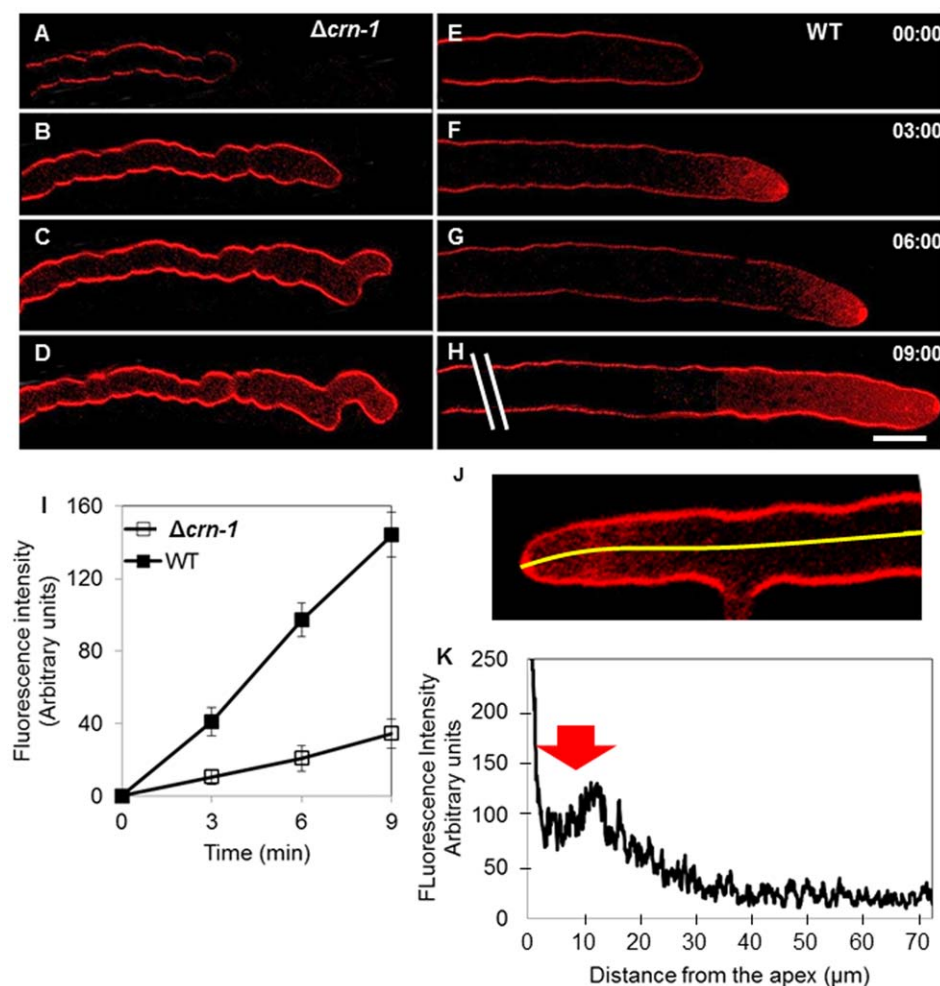 A Δcrn-1
E WT 00:00
B
F 03:00
C
G 06:00
D
H 09:00
I
160
120
80
40
0
Fluorescence intensity
(Arbitrary units)
Δcrn-1
WT
0 3 6 9
Time (min)
J
K
250
200
150
100
50
0
FLuorescence Intensity
Arbitrary units
0 10 20 30 40 50 60 70
Distance from the apex (µm)